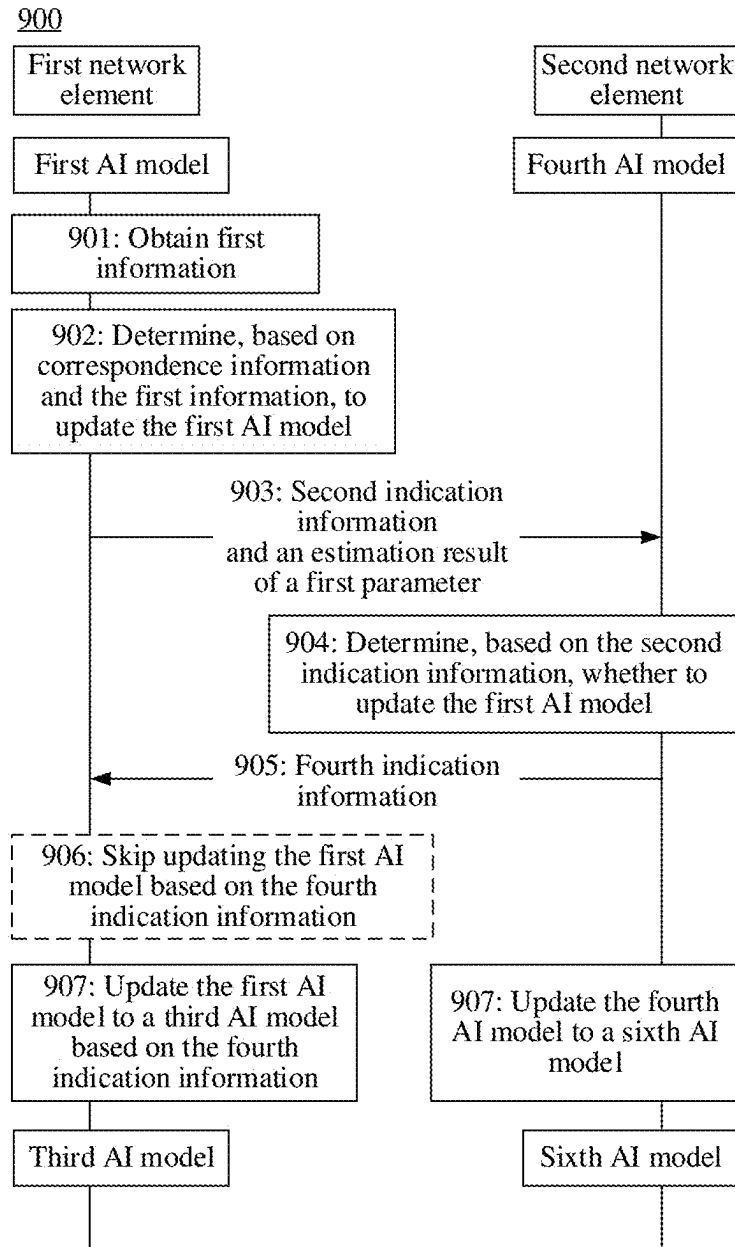 900
First network
element
Second network
element
First AI model
Fourth AI model
901: Obtain first
information
902: Determine, based on
correspondence information
and the first information, to
update the first AI model
903: Second indication
information
and an estimation result
of a first parameter
904: Determine, based on the second
indication information, whether to
update the first AI model
905: Fourth indication
information
906: Skip updating the first AI
model based on the fourth
indication information
907: Update the first AI
model to a third AI model
based on the fourth
indication information
907: Update the fourth
AI model to a sixth AI
model
Third AI model
Sixth AI model